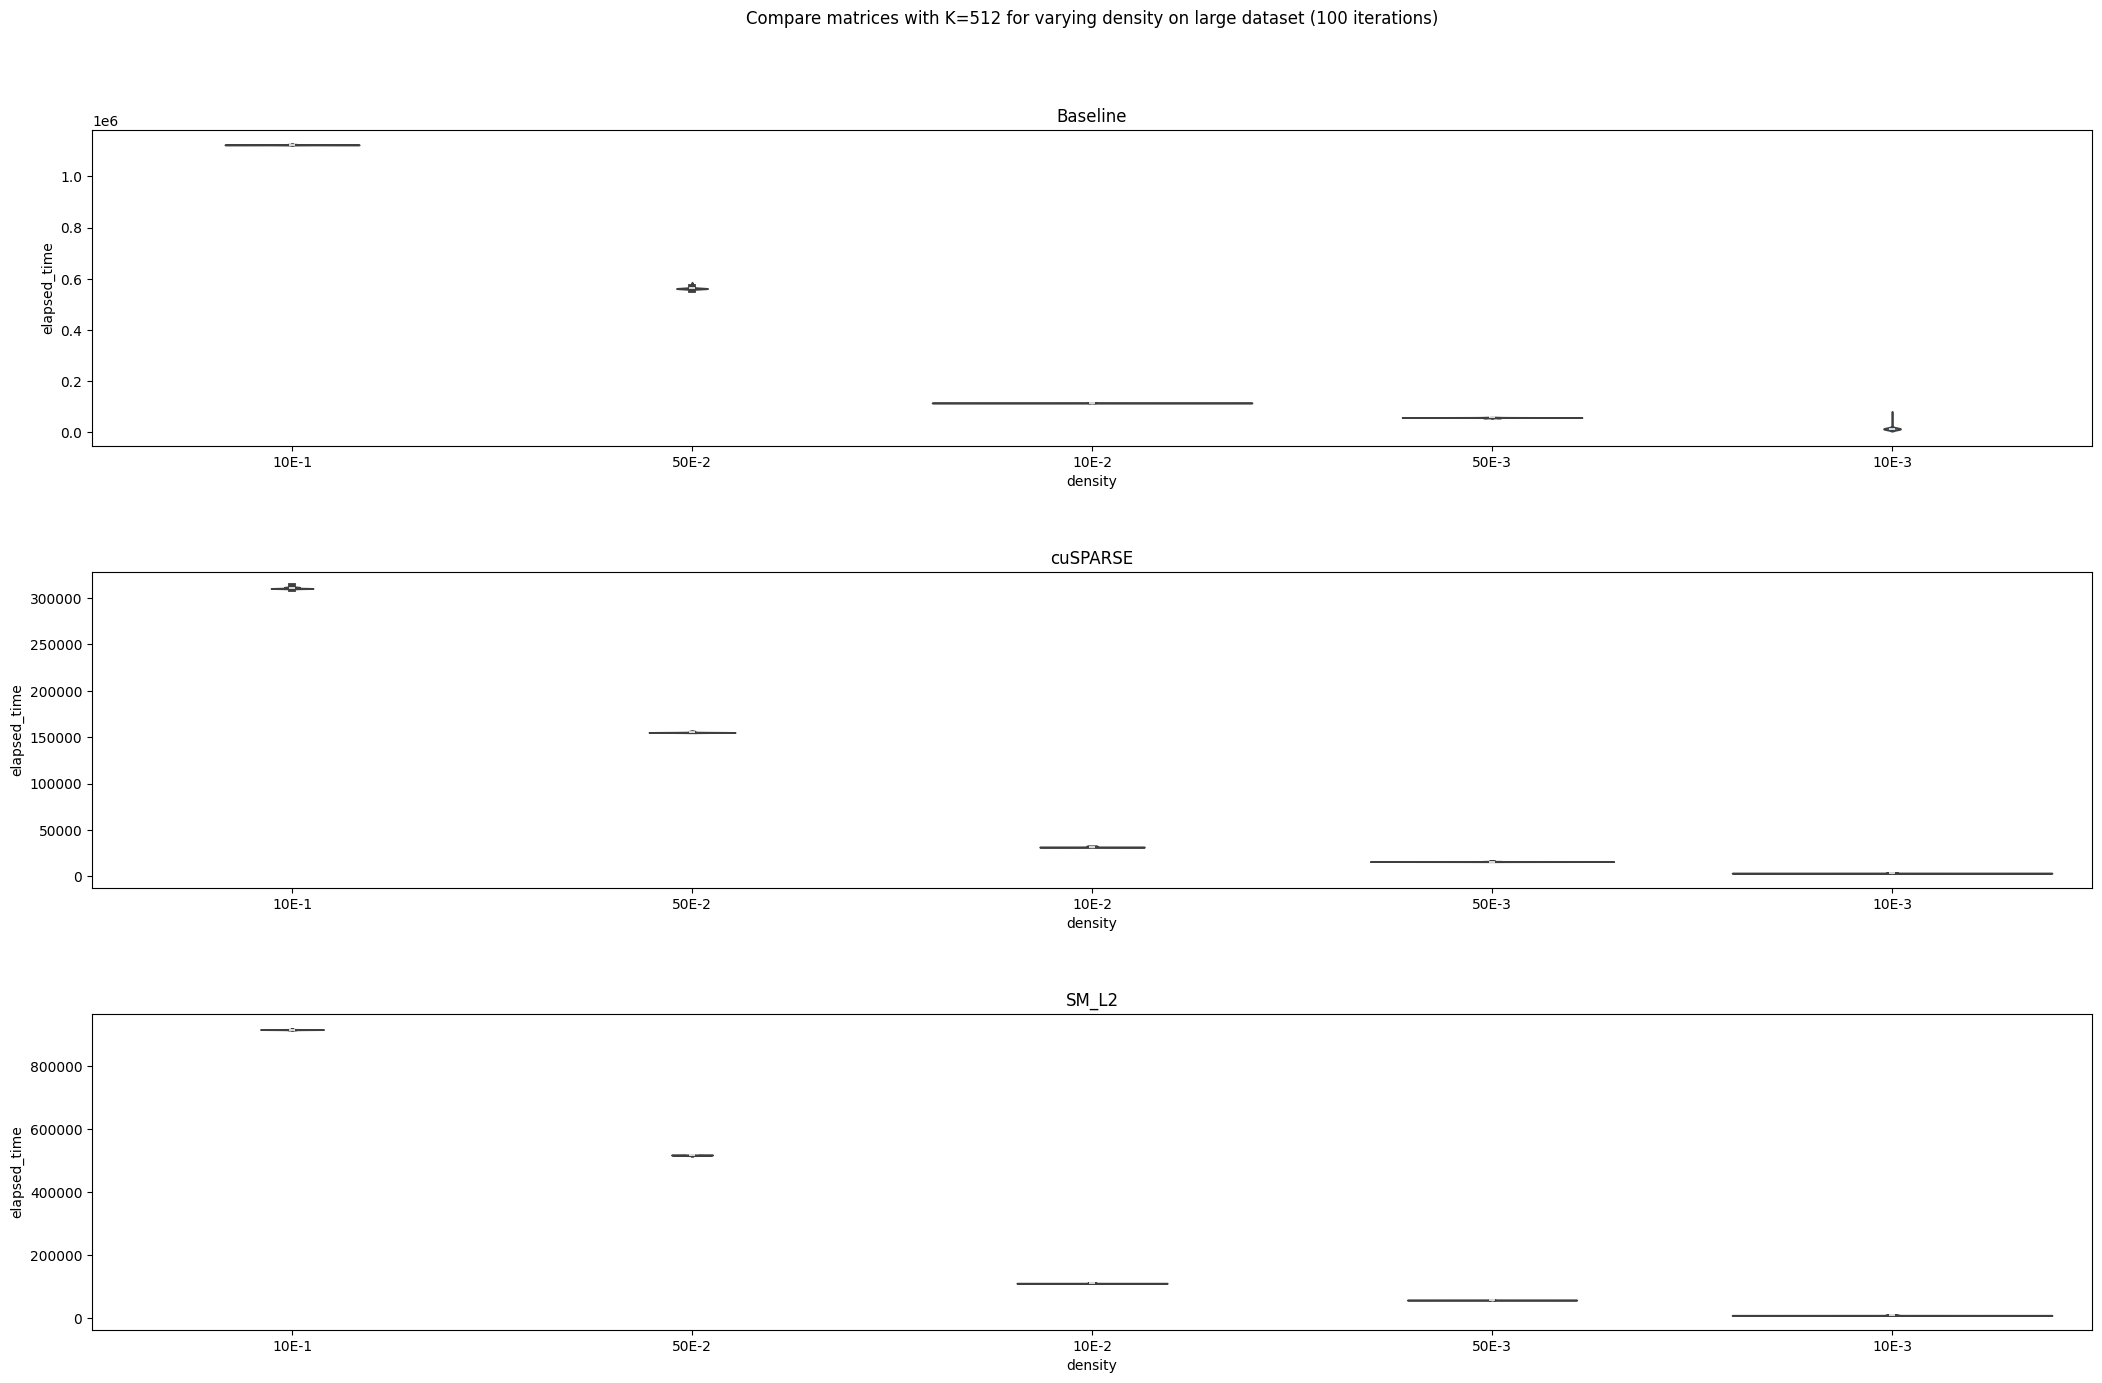 Compare matrices with K=512 for varying density on large dataset (100 iterations)
Baseline
1e6
1.0
0.8
0.6
0.4
0.2
0.0
elapsed_time
10E-1 50E-2 10E-2 50E-3 10E-3
density
cuSPARSE
300000
250000
200000
150000
100000
50000
0
elapsed_time
10E-1 50E-2 10E-2 50E-3 10E-3
density
SM_L2
800000
600000
400000
200000
0
elapsed_time
10E-1 50E-2 10E-2 50E-3 10E-3
density